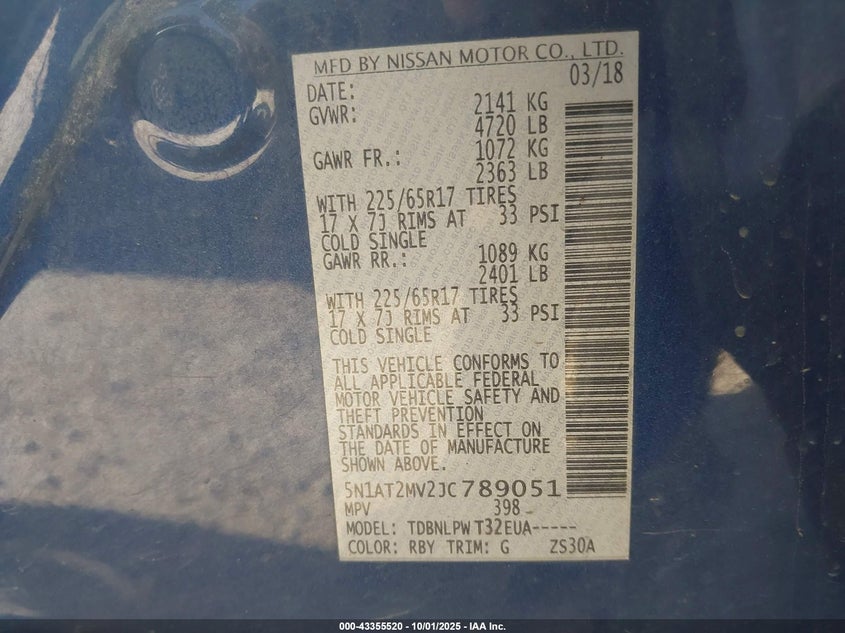 MFD BY NISSAN MOTOR CO., LTD.
DATE: 03/18
GVWR: 2141 KG
4720 LB
GAWR FR.: 1072 KG
2363 LB
WITH 225/65R17 TIRES
17 X 7J RIMS AT 33 PSI
COLD SINGLE
GAWR RR.: 1089 KG
2401 LB
WITH 225/65R17 TIRES
17 X 7J RIMS AT 33 PSI
COLD SINGLE
THIS VEHICLE CONFORMS TO
ALL APPLICABLE FEDERAL
MOTOR VEHICLE SAFETY AND
THEFT PREVENTION
STANDARDS IN EFFECT ON
THE DATE OF MANUFACTURE
SHOWN ABOVE.
5N1AT2MV2JC789051
MPV 398
MODEL: TDBNLPW T32EUA-----
COLOR: RBY TRIM: G ZS30A
000-43355520 - 10/01/2025 - IAA Inc.